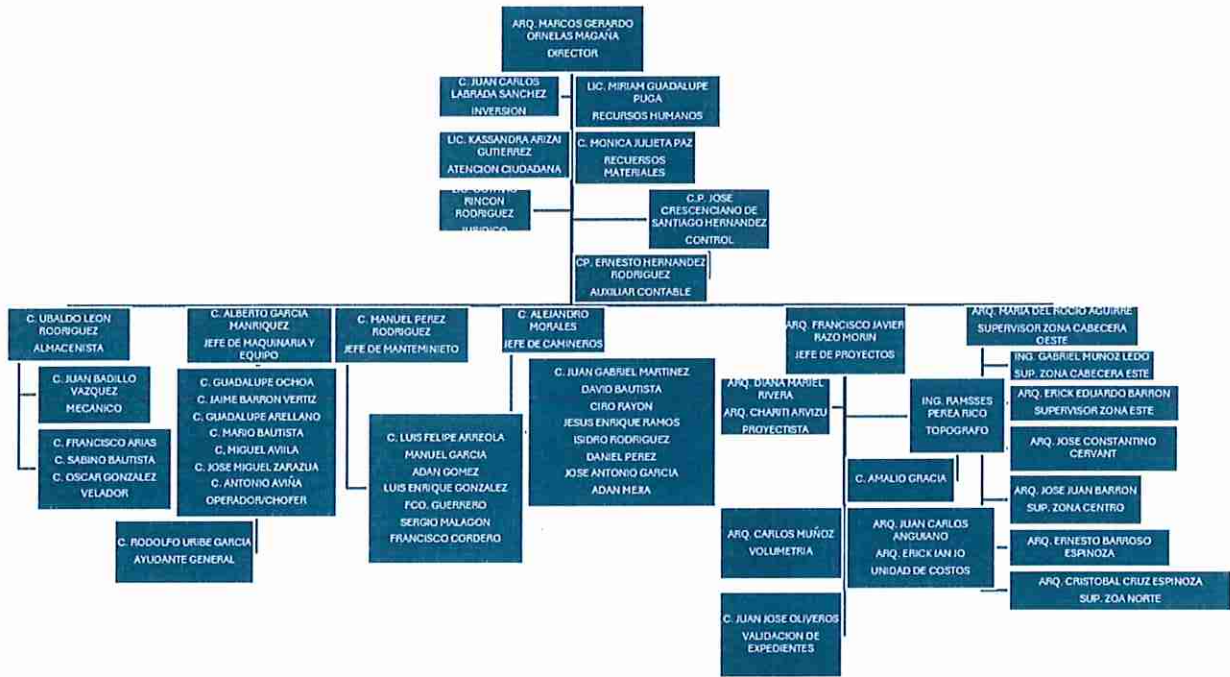 ARQ. MARCOS GERARDO
ORNELAS MAGAÑA
DIRECTOR
C. JUAN CARLOS
LABRADA SANCHEZ
INVERSION
LIC. MIRIAM GUADALUPE
PUGA
RECURSOS HUMANOS
LIC. KASSANDRA ARIZAI
GUTIERREZ
ATENCION CIUDADANA
C. MONICA JULIETA PAZ
RECUERSOS
MATERIALES
RINCON
RODRIGUEZ
JURIDICO
C.P. JOSE
CRESCENCIANO DE
SANTIAGO HERNANDEZ
CONTROL
CP. ERNESTO HERNANDEZ
RODRIGUEZ
AUXILIAR CONTABLE
C. UBALDO LEON
RODRIGUEZ
ALMACENISTA
C. JUAN BADILLO
VAZQUEZ
MECANICO
C. FRANCISCO ARIAS
C. SABINO BAUTISTA
C. OSCAR GONZALEZ
VELADOR
C. ALBERTO GARCIA
MANRIQUEZ
JEFE DE MAQUINARIA Y
EQUIPO
C. GUADALUPE OCHOA
C. JAIME BARRON VERTIZ
C. GUADALUPE ARELLANO
C. MARIO BAUTISTA
C. MIGUEL AVIILA
C. JOSE MIGUEL ZARAZUA
C. ANTONIO AVIÑA
OPERADOR/CHOFER
C. RODOLFO URIBE GARCIA
AYUDANTE GENERAL
C. MANUEL PEREZ
RODRIGUEZ
JEFE DE MANTEMINIETO
C. LUIS FELIPE ARREOLA
MANUEL GARCIA
ADAN GOMEZ
LUIS ENRIQUE GONZALEZ
FCO. GUERRERO
SERGIO MALAGON
FRANCISCO CORDERO
C. ALEJANDRO
MORALES
JEFE DE CAMINEROS
C. JUAN GABRIEL MARTINEZ
DAVID BAUTISTA
CIRO RAYON
JESUS ENRIQUE RAMOS
ISIDRO RODRIGUEZ
DANIEL PEREZ
JOSE ANTONIO GARCIA
ADAN MEJIA
ARQ. FRANCISCO JAVIER
RAZO MORIN
JEFE DE PROYECTOS
ARQ. DIANA MARIEL
RIVERA
ARQ. CHARITI ARVIZU
PROYECTISTA
ING. RAMSSES
PEREA RICO
TOPOGRAFO
C. AMALIO GRACIA
ARQ. CARLOS MUÑOZ
VOLUMETRIA
ARQ. JUAN CARLOS
ANGUIANO
ARQ. ERICK IAN JO
UNIDAD DE COSTOS
C. JUAN JOSE OLIVEROS
VALIDACION DE
EXPEDIENTES
ARQ. MARIA DEL ROCIO AGUIRRE
SUPERVISOR ZONA CABECERA
OESTE
ING. GABRIEL MUÑOZ LEDO
SUP. ZONA CABECERA ESTE
ARQ. ERICK EDUARDO BARRON
SUPERVISOR ZONA ESTE
ARQ. JOSE CONSTANTINO
CERVANT
ARQ. JOSE JUAN BARRON
SUP. ZONA CENTRO
ARQ. ERNESTO BARROSO
ESPINOZA
ARQ. CRISTOBAL CRUZ ESPINOZA
SUP. ZOA NORTE